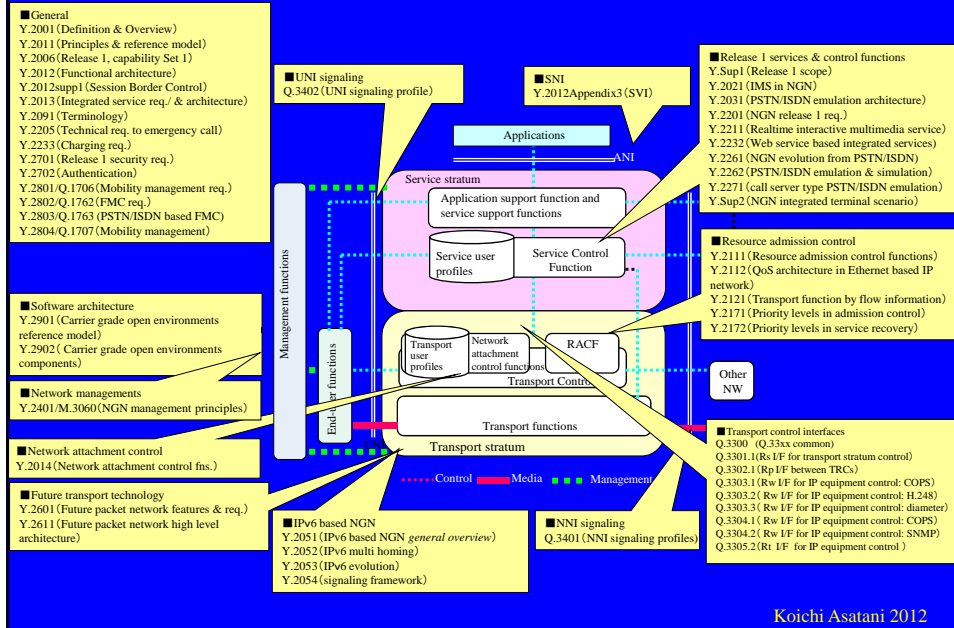 ■General
Y.2001(Definition & Overview)
Y.2011(Principles & reference model)
Y.2006(Release 1, capability Set 1)
Y.2012(Functional architecture)
Y.2012supp1(Session Border Control)
Y.2013(Integrated service req./ & architecture)
Y.2091(Terminology)
Y.2205(Technical req. to emergency call)
Y.2233(Charging req.)
Y.2701(Release 1 security req.)
Y.2702(Authentication)
Y.2801/Q.1706(Mobility management req.)
Y.2802/Q.1762(FMC req.)
Y.2803/Q.1763(PSTN/ISDN based FMC)
Y.2804/Q.1707(Mobility management)
■UNI signaling
Q.3402(UNI signaling profile)
■SNI
Y.2012Appendix3(SVI)
■Release 1 services & control functions
Y.Sup1(Release 1 scope)
Y.2021(IMS in NGN)
Y.2031(PSTN/ISDN emulation architecture)
Y.2201(NGN release 1 req.)
Y.2211(Realtime interactive multimedia service)
Y.2232(Web service based integrated services)
Y.2261(NGN evolution from PSTN/ISDN)
Y.2262(PSTN/ISDN emulation & simulation)
Y.2271(call server type PSTN/ISDN emulation)
Y.Sup2(NGN integrated terminal scenario)
Applications
ANI
Service stratum
Application support function and
service support functions
Service user
profiles
Service Control
Function
Management functions
End-user functions
■Resource admission control
Y.2111(Resource admission control functions)
Y.2112(QoS architecture in Ethernet based IP
network)
Y.2121(Transport function by flow information)
Y.2171(Priority levels in admission control)
Y.2172(Priority levels in service recovery)
■Software architecture
Y.2901(Carrier grade open environments
reference model)
Y.2902( Carrier grade open environments
components)
■Network managements
Y.2401/M.3060(NGN management principles)
■Network attachment control
Y.2014(Network attachment control fns.)
■Future transport technology
Y.2601(Future packet network features & req.)
Y.2611(Future packet network high level
architecture)
Transport
user
profiles
Network
attachment
control functions
RACF
Transport Control
Transport functions
Transport stratum
Other
NW
Control
Media
Management
■IPv6 based NGN
Y.2051(IPv6 based NGN general overview)
Y.2052(IPv6 multi homing)
Y.2053(IPv6 evolution)
Y.2054(signaling framework)
■NNI signaling
Q.3401(NNI signaling profiles)
■Transport control interfaces
Q.3300 (Q.33xx common)
Q.3301.1(Rs I/F for transport stratum control)
Q.3302.1(Rp I/F between TRCs)
Q.3303.1(Rw I/F for IP equipment control: COPS)
Q.3303.2(Rw I/F for IP equipment control: H.248)
Q.3303.3(Rw I/F for IP equipment control: diameter)
Q.3304.1(Rw I/F for IP equipment control: COPS)
Q.3304.2(Rw I/F for IP equipment control: SNMP)
Q.3305.2(Rt I/F for IP equipment control )
Koichi Asatani 2012